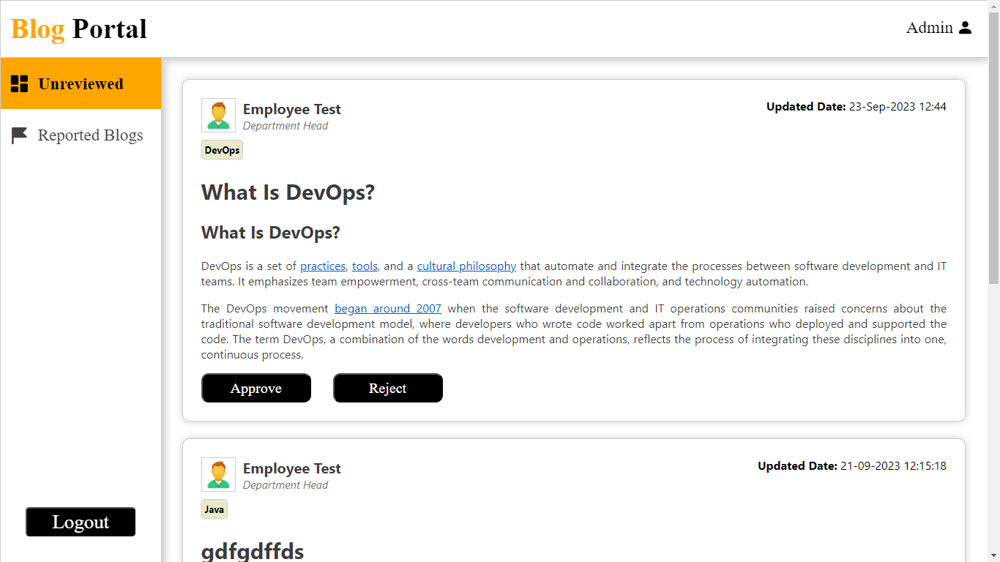 Blog Portal
Admin
Unreviewed
Reported Blogs
Logout
Employee Test
Department Head
Updated Date: 23-Sep-2023 12:44
DevOps
What Is DevOps?
What Is DevOps?
DevOps is a set of practices, tools, and a cultural philosophy that automate and integrate the processes between software development and IT
teams. It emphasizes team empowerment, cross-team communication and collaboration, and technology automation.
The DevOps movement began around 2007 when the software development and IT operations communities raised concerns about the
traditional software development model, where developers who wrote code worked apart from operations who deployed and supported the
code. The term DevOps, a combination of the words development and operations, reflects the process of integrating these disciplines into one,
continuous process.
Approve
Reject
Employee Test
Department Head
Updated Date: 21-09-2023 12:15:18
Java
gdfgdffds